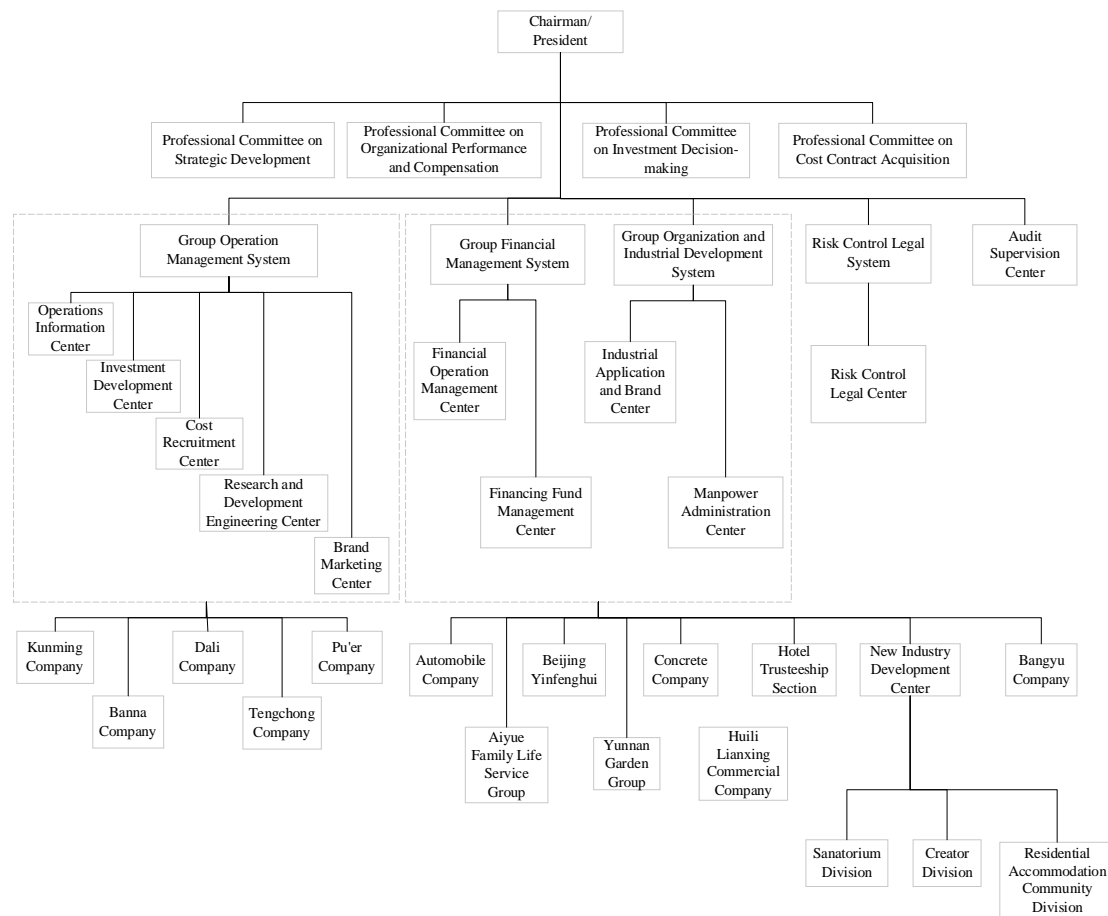 Chairman/
President
Professional Committee on
Strategic Development
Professional Committee on
Organizational Performance
and Compensation
Professional Committee
on Investment Decision-
making
Professional Committee on
Cost Contract Acquisition
Group Operation
Management System
Group Financial
Management System
Group Organization and
Industrial Development
System
Risk Control Legal
System
Audit
Supervision
Center
Operations
Information
Center
Investment
Development
Center
Cost
Recruitment
Center
Research and
Development
Engineering Center
Brand
Marketing
Center
Financial
Operation
Management
Center
Financing Fund
Management
Center
Industrial
Application
and Brand
Center
Manpower
Administration
Center
Risk Control
Legal Center
Kunming
Company
Banna
Company
Dali
Company
Tengchong
Company
Pu'er
Company
Automobile
Company
Aiyue
Family Life
Service
Group
Beijing
Yinfenghui
Yunnan
Garden
Group
Concrete
Company
Huili
Lianxing
Commercial
Company
Hotel
Trusteeship
Section
New Industry
Development
Center
Bangyu
Company
Sanatorium
Division
Creator
Division
Residential
Accommodation
Community
Division